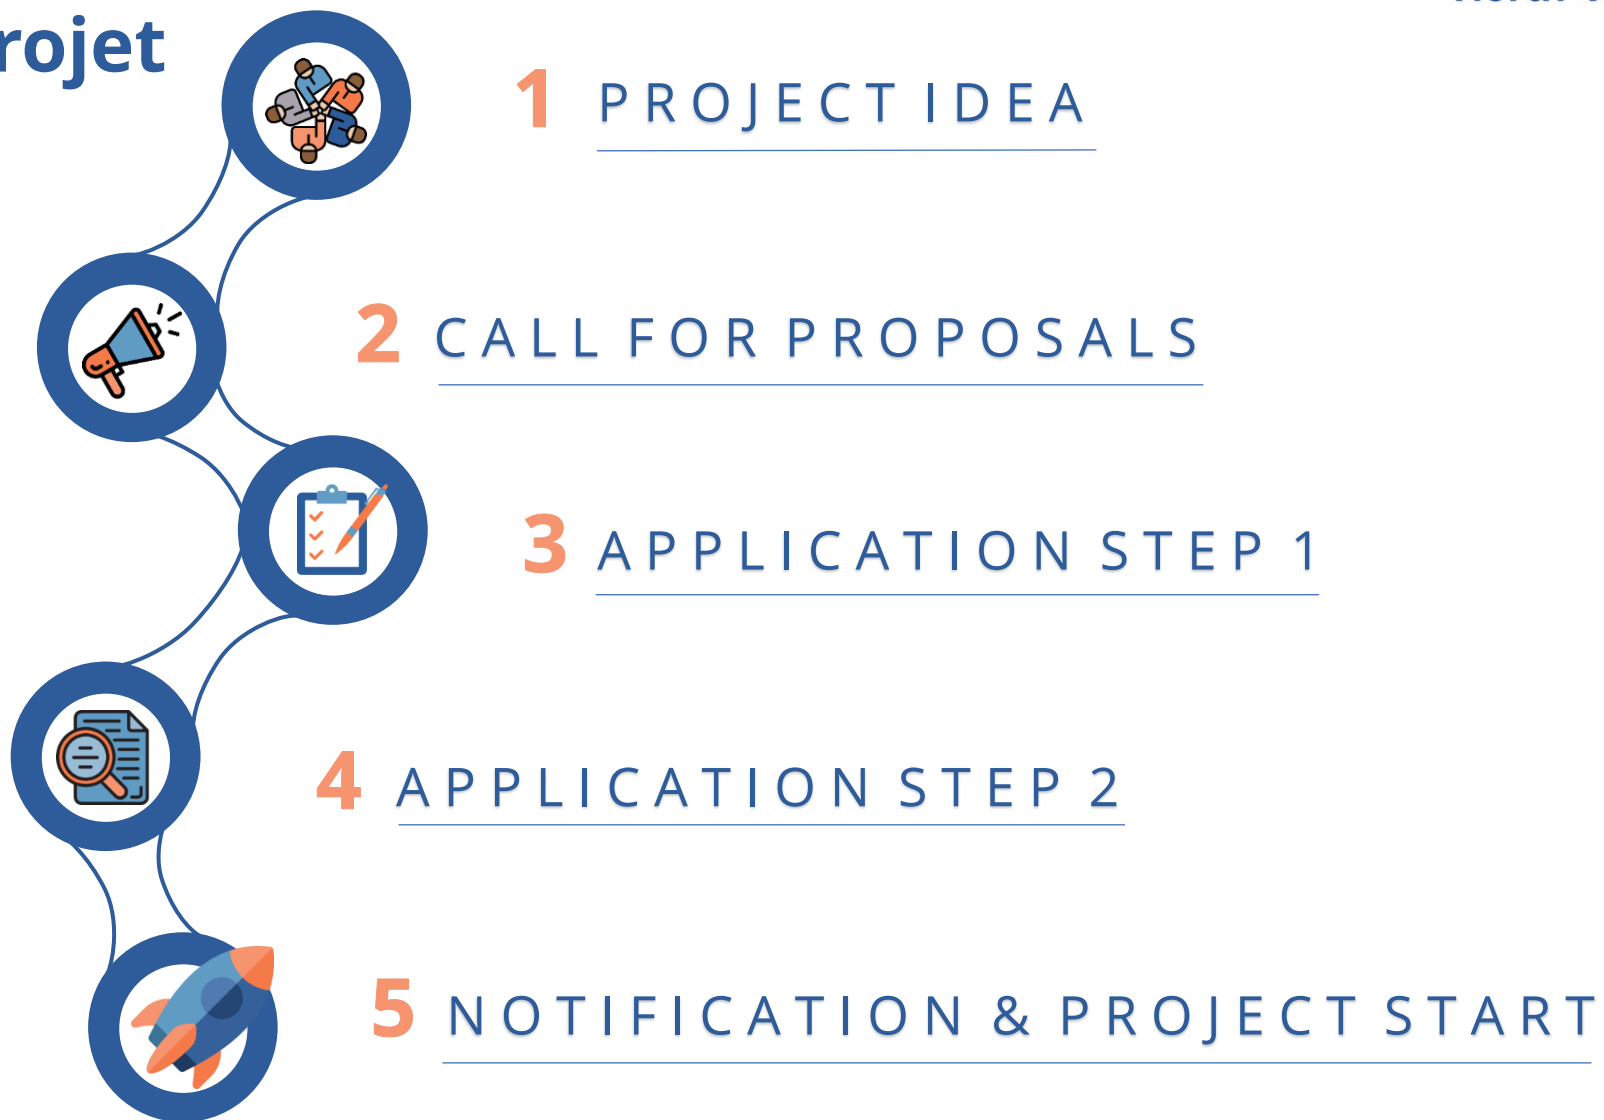 rojet
1 PROJECT IDEA
2 CALL FOR PROPOSALS
3 APPLICATION STEP 1
4 APPLICATION STEP 2
5 NOTIFICATION & PROJECT START